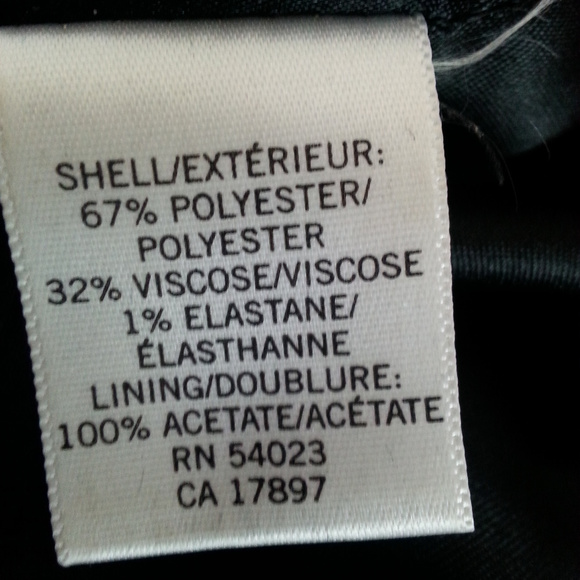 SHELL/EXTÉRIEUR:
67% POLYESTER/
POLYESTER
32% VISCOSE/VISCOSE
1% ELASTANE/
ÉLASTHANNE
LINING/DOUBLURE:
100% ACETATE/ACÉTATE
RN 54023
CA 17897